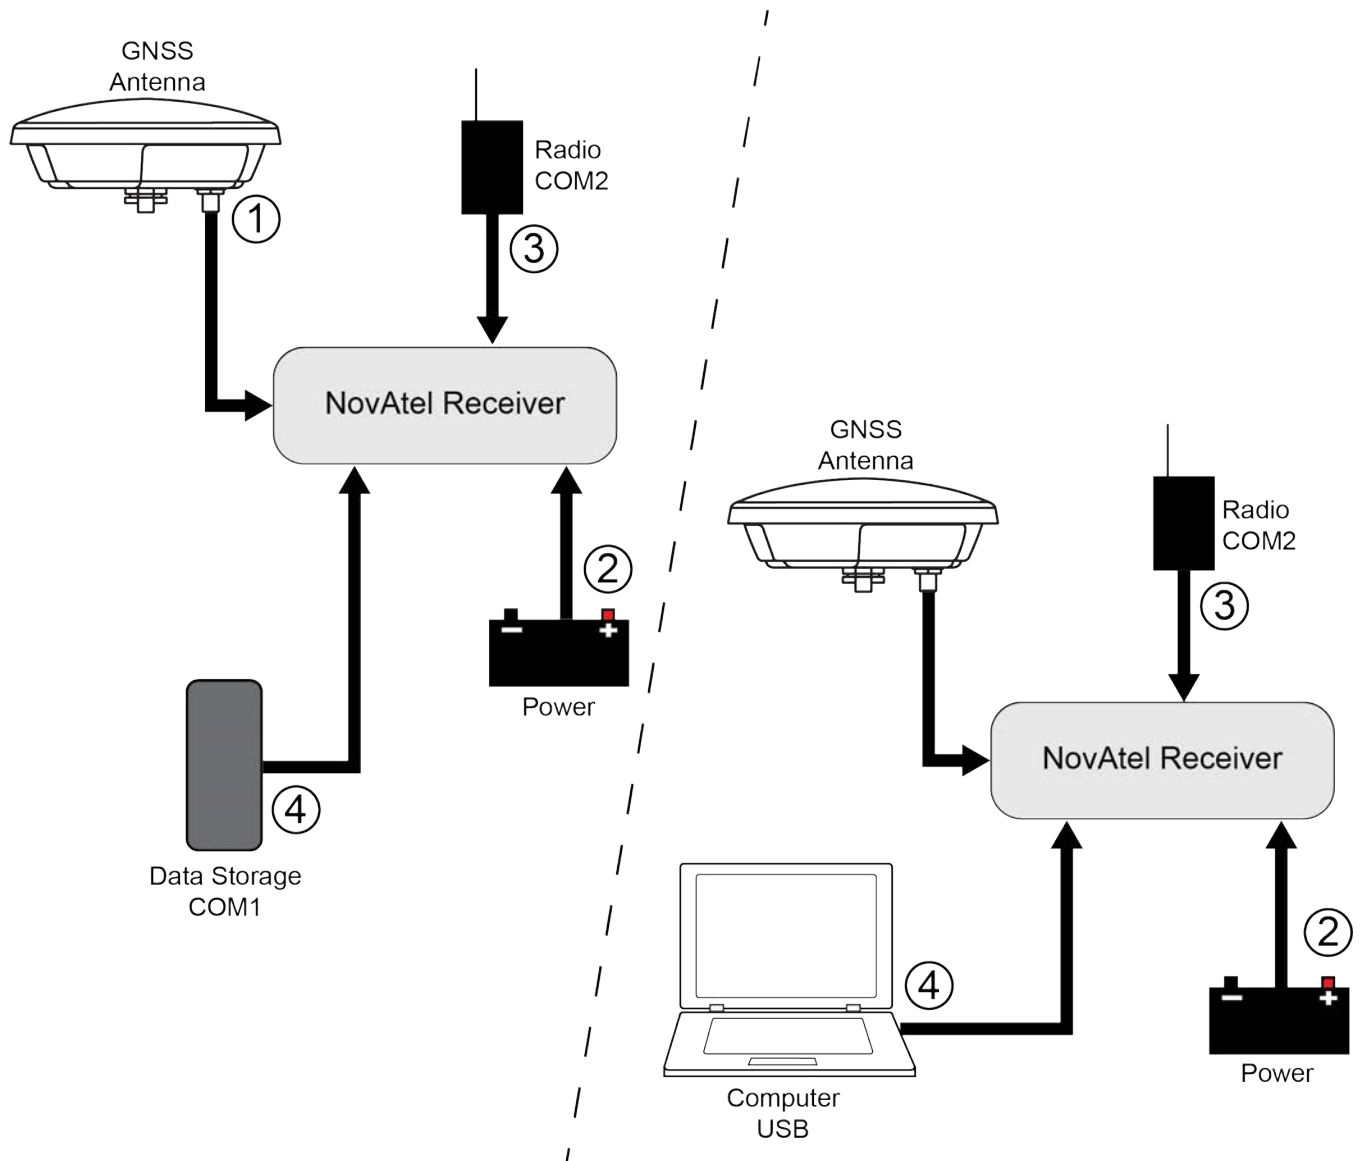 GNSS
Antenna
1
Radio
COM2
3
NovAtel Receiver
2
Power
4
Data Storage
COM1
GNSS
Antenna
Radio
COM2
3
NovAtel Receiver
2
Power
4
Computer
USB